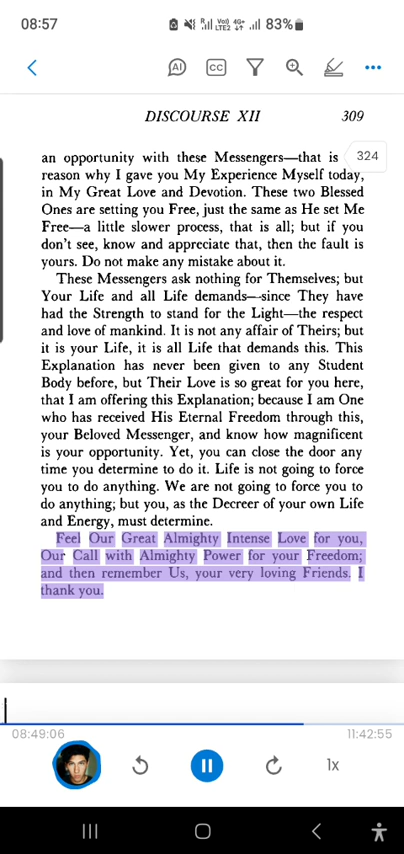 08:57
R Vo) LTE2 4G+ 83%
AI CC
DISCOURSE XII 309
324
an opportunity with these Messengers—that is
reason why I gave you My Experience Myself today,
in My Great Love and Devotion. These two Blessed
Ones are setting you Free, just the same as He set Me
Free—a little slower process, that is all; but if you
don't see, know and appreciate that, then the fault is
yours. Do not make any mistake about it.
These Messengers ask nothing for Themselves; but
Your Life and all Life demands—since They have
had the Strength to stand for the Light—the respect
and love of mankind. It is not any affair of Theirs; but
it is your Life, it is all Life that demands this. This
Explanation has never been given to any Student
Body before, but Their Love is so great for you here,
that I am offering this Explanation; because I am One
who has received His Eternal Freedom through this,
your Beloved Messenger, and know how magnificent
is your opportunity. Yet, you can close the door any
time you determine to do it. Life is not going to force
you to do anything. We are not going to force you to
do anything; but you, as the Decreer of your own Life
and Energy, must determine.
Feel Our Great Almighty Intense Love for you,
Our Call with Almighty Power for your Freedom;
and then remember Us, your very loving Friends. I
thank you.
08:49:06 11:42:55
1x